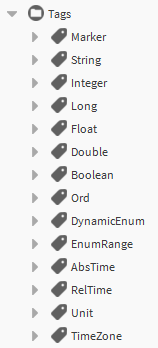 Tags
Marker
String
Integer
Long
Float
Double
Boolean
Ord
DynamicEnum
EnumRange
AbsTime
RelTime
Unit
TimeZone